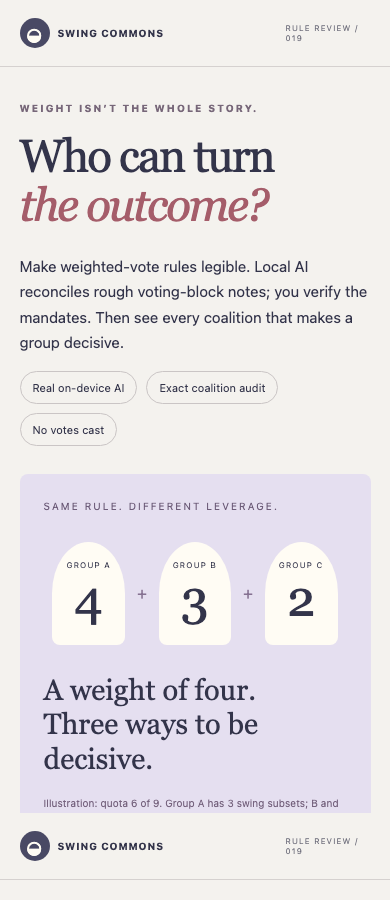 SWING COMMONS
RULE REVIEW /
019
WEIGHT ISN’T THE WHOLE STORY.
Who can turn
the outcome?
Make weighted-vote rules legible. Local AI
reconciles rough voting-block notes; you verify the
mandates. Then see every coalition that makes a
group decisive.
Real on-device AI
Exact coalition audit
No votes cast
SAME RULE. DIFFERENT LEVERAGE.
GROUP A
4
+
GROUP B
3
+
GROUP C
2
A weight of four.
Three ways to be
decisive.
Illustration: quota 6 of 9. Group A has 3 swing subsets; B and
SWING COMMONS
RULE REVIEW /
019